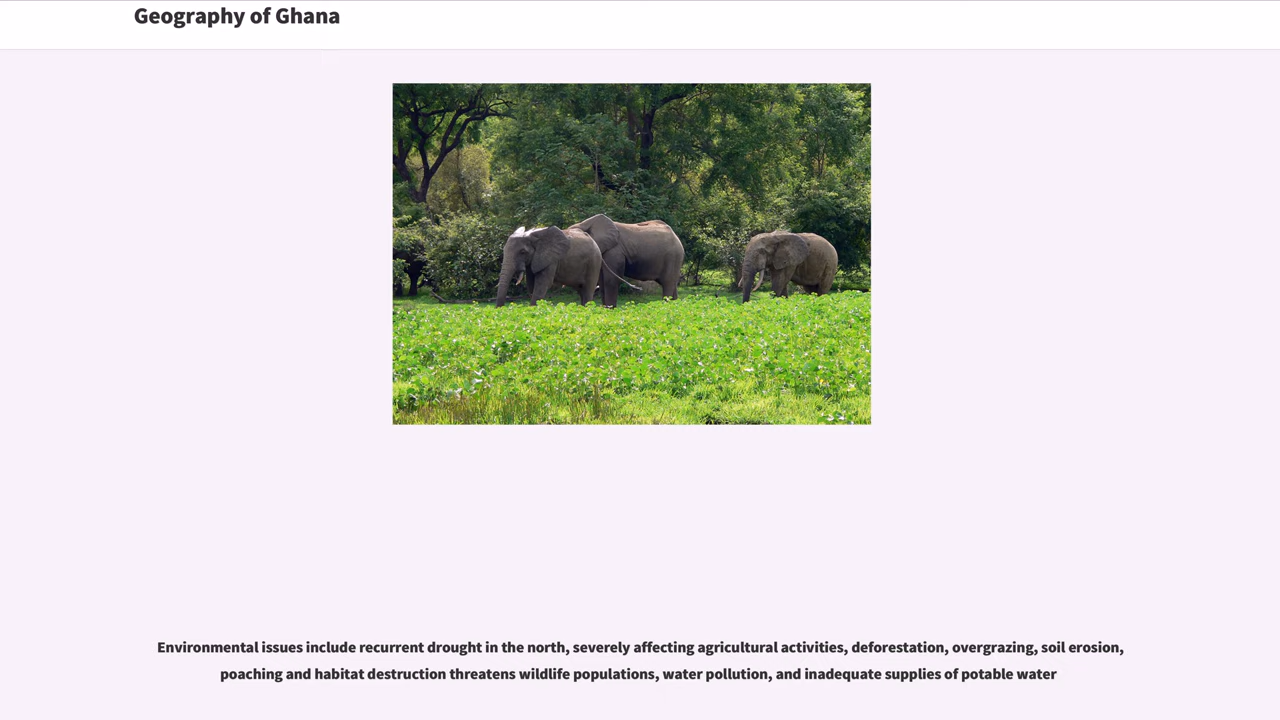 Geography of Ghana
Environmental issues include recurrent drought in the north, severely affecting agricultural activities, deforestation, overgrazing, soil erosion,
poaching and habitat destruction threatens wildlife populations, water pollution, and inadequate supplies of potable water